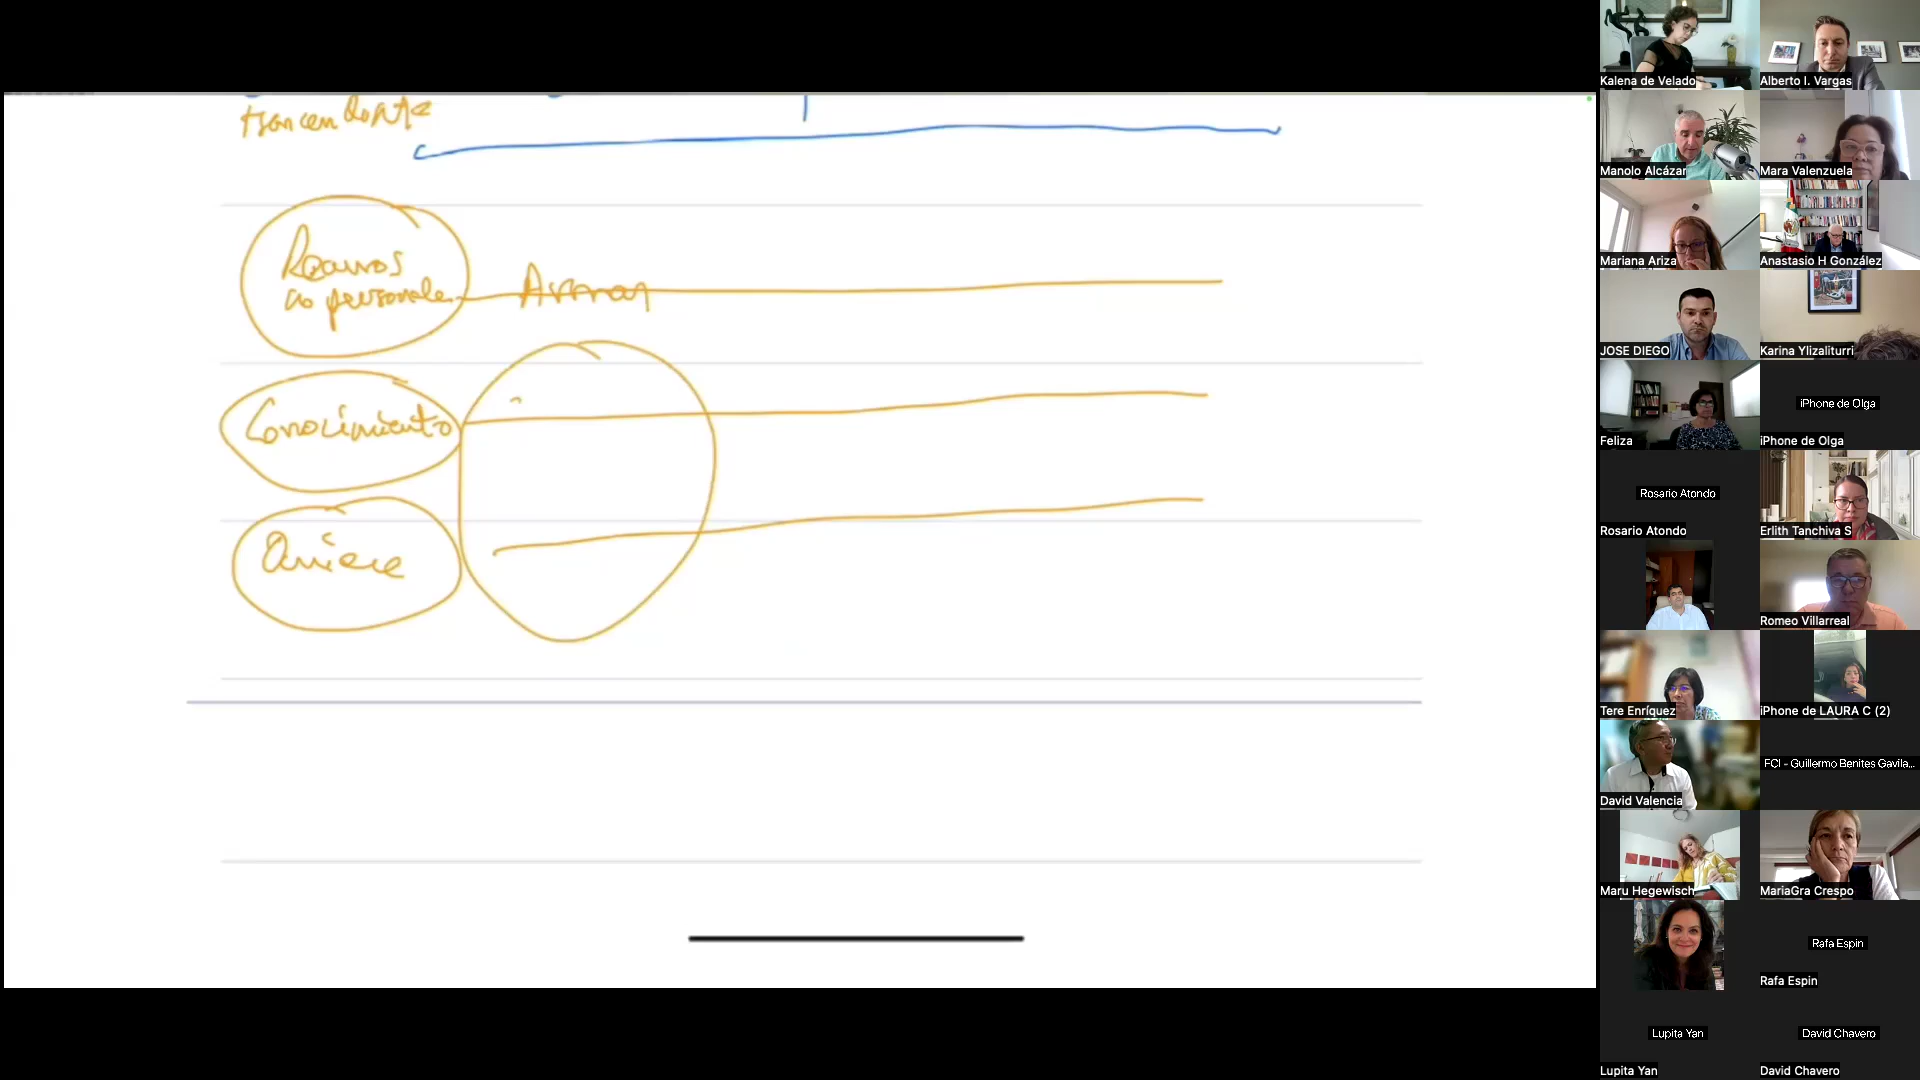 Kalena de Velado
Alberto I. Vargas
Manolo Alcázar
Mara Valenzuela
Mariana Ariza
Anastasio H González
JOSE DIEGO
Karina Ylizaliturri
Feliza
iPhone de Olga
iPhone de Olga
Rosario Atondo
Rosario Atondo
Erlith Tanchiva S
Romeo Villarreal
Tere Enríquez
iPhone de LAURA C (2)
David Valencia
FCI - Guillermo Benites Gavila...
Maru Hegewisch
MariaGra Crespo
Rafa Espin
Rafa Espin
Lupita Yan
Lupita Yan
David Chavero
David Chavero
Recursos
no personales
Conocimiento
Quiere